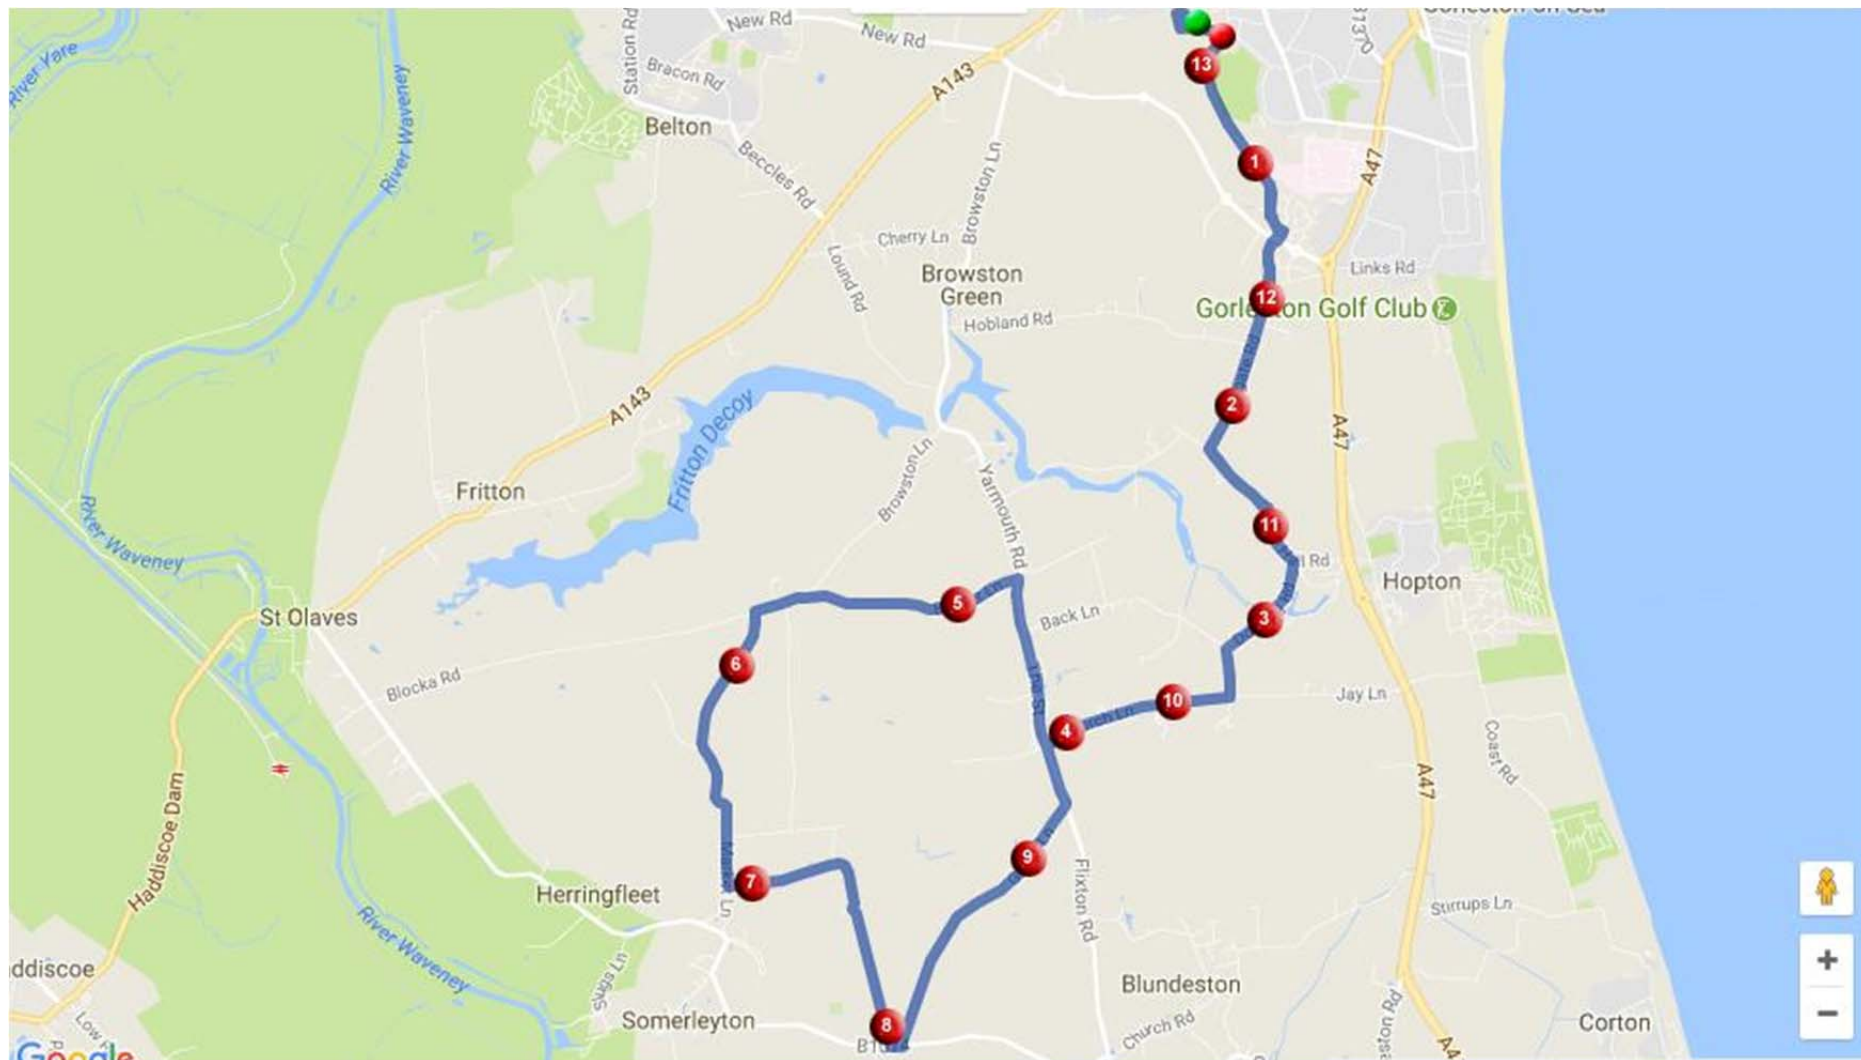 New Rd
New Rd
Station Rd
Bracon Rd
River Yare
River Waveney
A143
Belton
Beccles Rd
13
1
A47
Browston Ln
Cherry Ln
Lound Rd
Browston
Green
Links Rd
12
Hobland Rd
2
A143
Fritton Decoy
A47
Browston Ln
Yarmouth Rd
Fritton
River Waveney
11
Hopton
St Olaves
5
Back Ln
3
6
Blocka Rd
10
Jay Ln
4
Coast Rd
A47
Haddiscoe Dam
9
7
Flixton Rd
Herringfleet
Stirrups Ln
River Waveney
ddiscoe
Slugs Ln
Blundeston
Somerleyton
8
Church Rd
Corton
Google
+
−